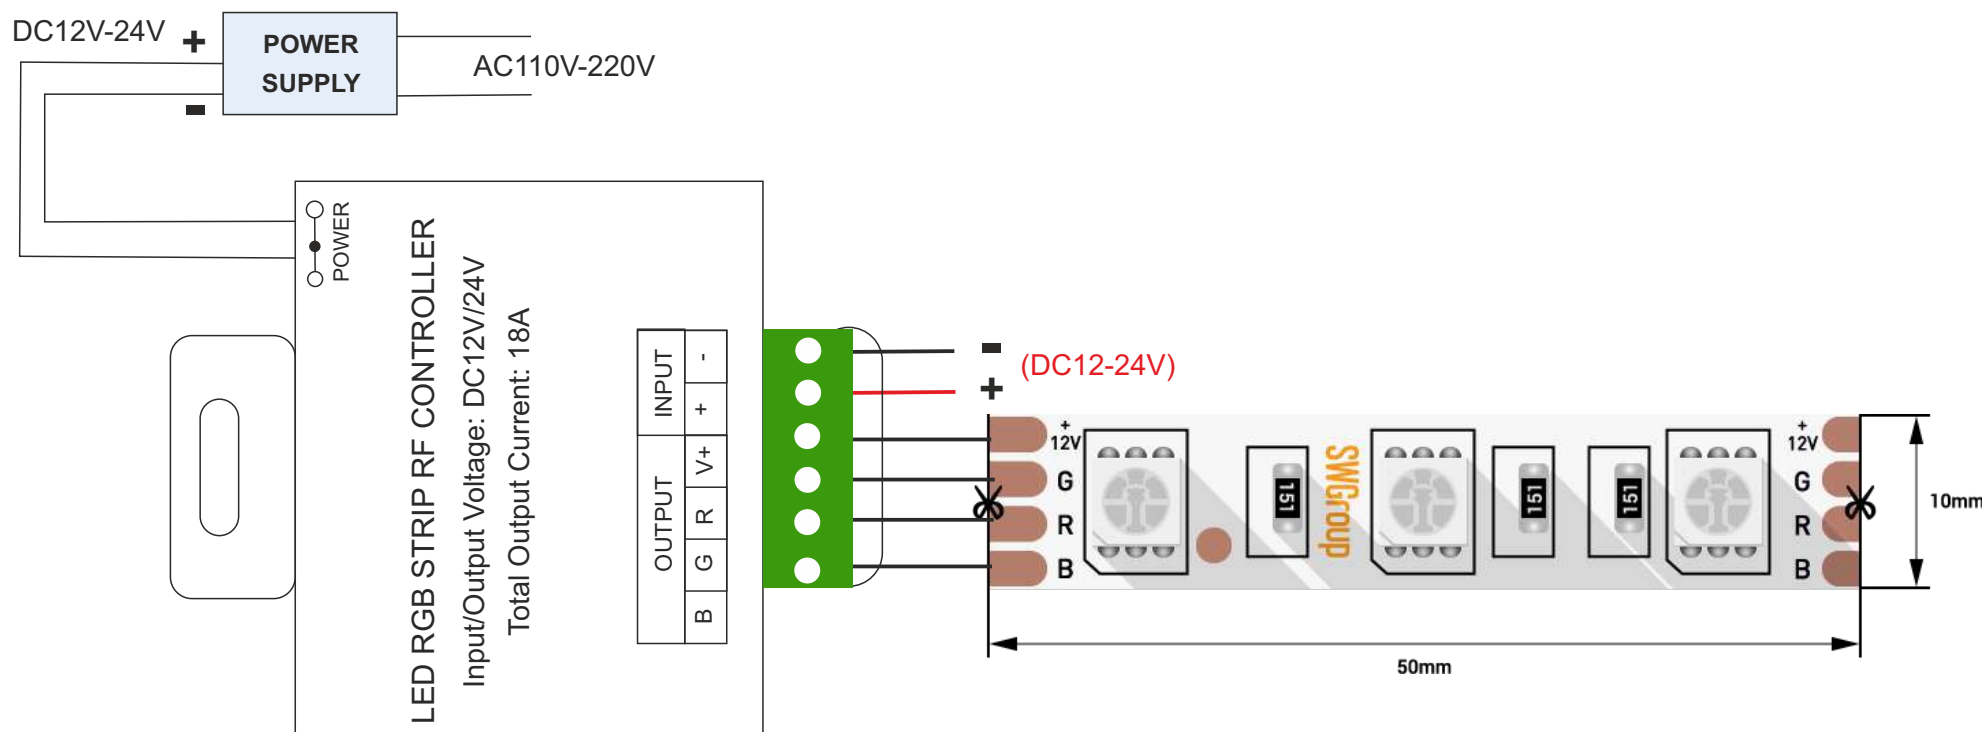 DC12V-24V +
POWER
SUPPLY
-
AC110V-220V
POWER
LED RGB STRIP RF CONTROLLER
Input/Output Voltage: DC12V/24V
Total Output Current: 18A
INPUT
-
+
OUTPUT
V+
R
G
B
-
+
(DC12-24V)
+
12V
G
R
B
151
SWGroup
151
151
+
12V
G
R
B
10mm
50mm